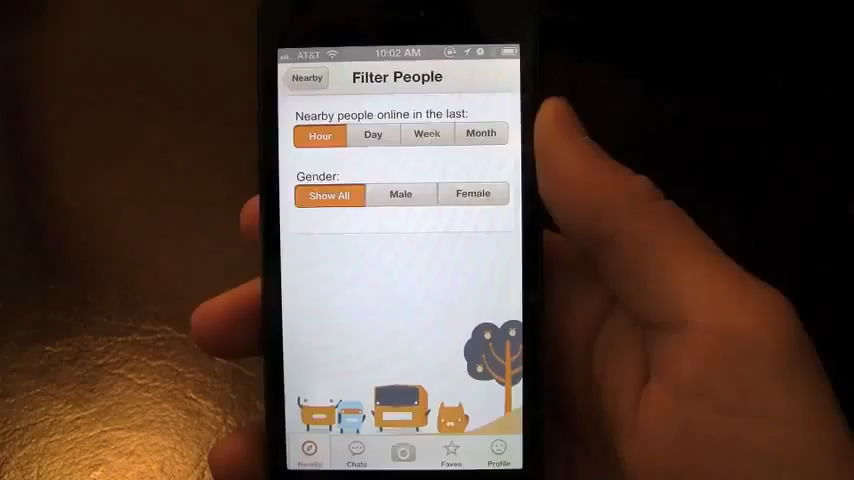 AT&T 10:02 AM
Nearby Filter People
Nearby people online in the last:
Hour Day Week Month
Gender:
Show All Male Female
Nearby Chats Faves Profile